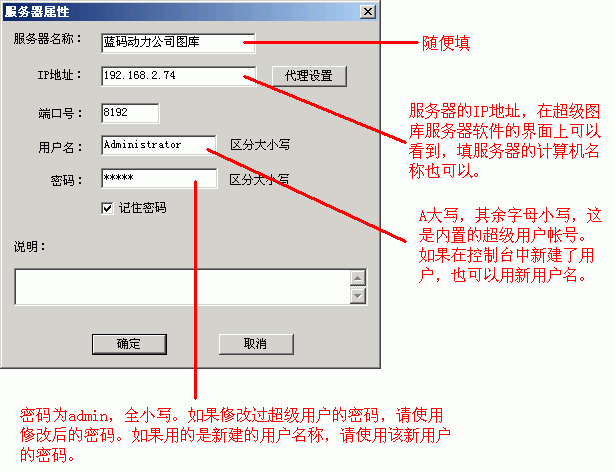 服务器属性
服务器名称：
蓝码动力公司图库
随便填
IP地址：
192.168.2.74
代理设置
端口号：
8192
服务器的IP地址，在超级图
库服务器软件的界面上可以
看到，填服务器的计算机名
称也可以。
用户名：
Administrator
区分大小写
密码：
*****
区分大小写
记住密码
A大写，其余字母小写，这
是内置的超级用户帐号。
如果在控制台中新建了用
户，也可以用新用户名。
说明：
确定
取消
密码为admin，全小写。如果修改过超级用户的密码，请使用
修改后的密码。如果用的是新建的用户名称，请使用该新用户
的密码。